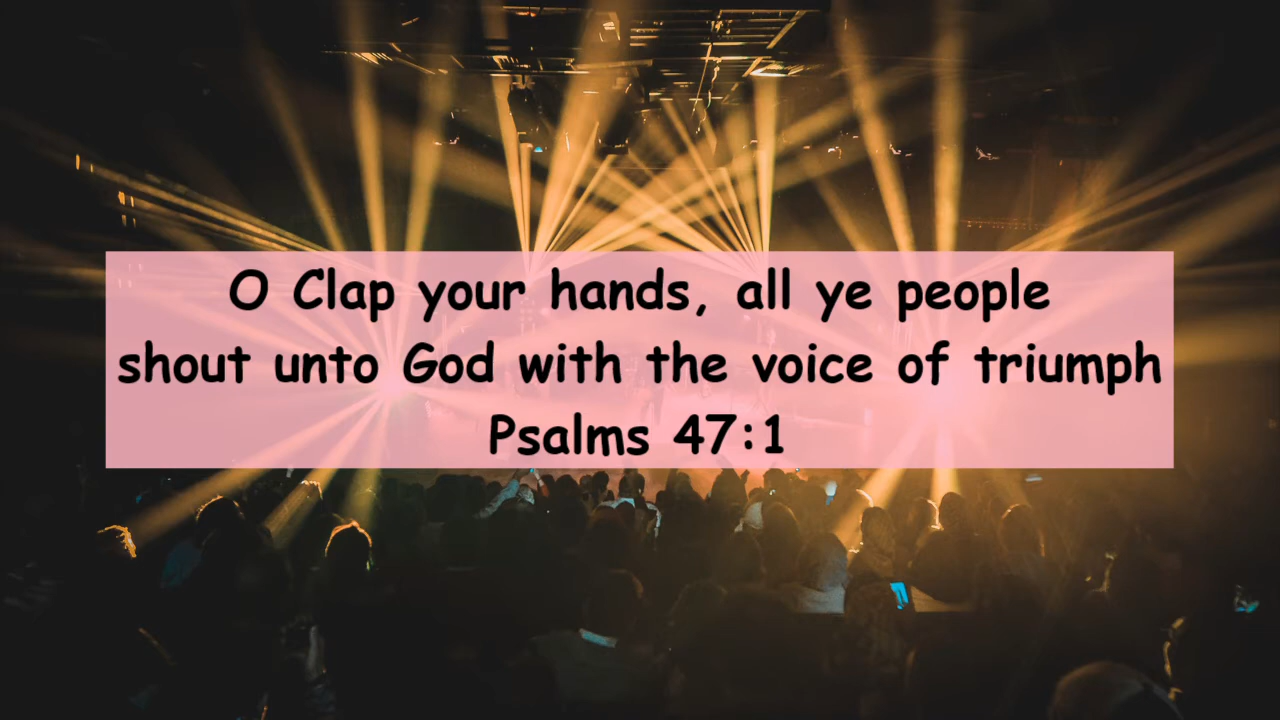 O Clap your hands, all ye people
shout unto God with the voice of triumph
Psalms 47:1